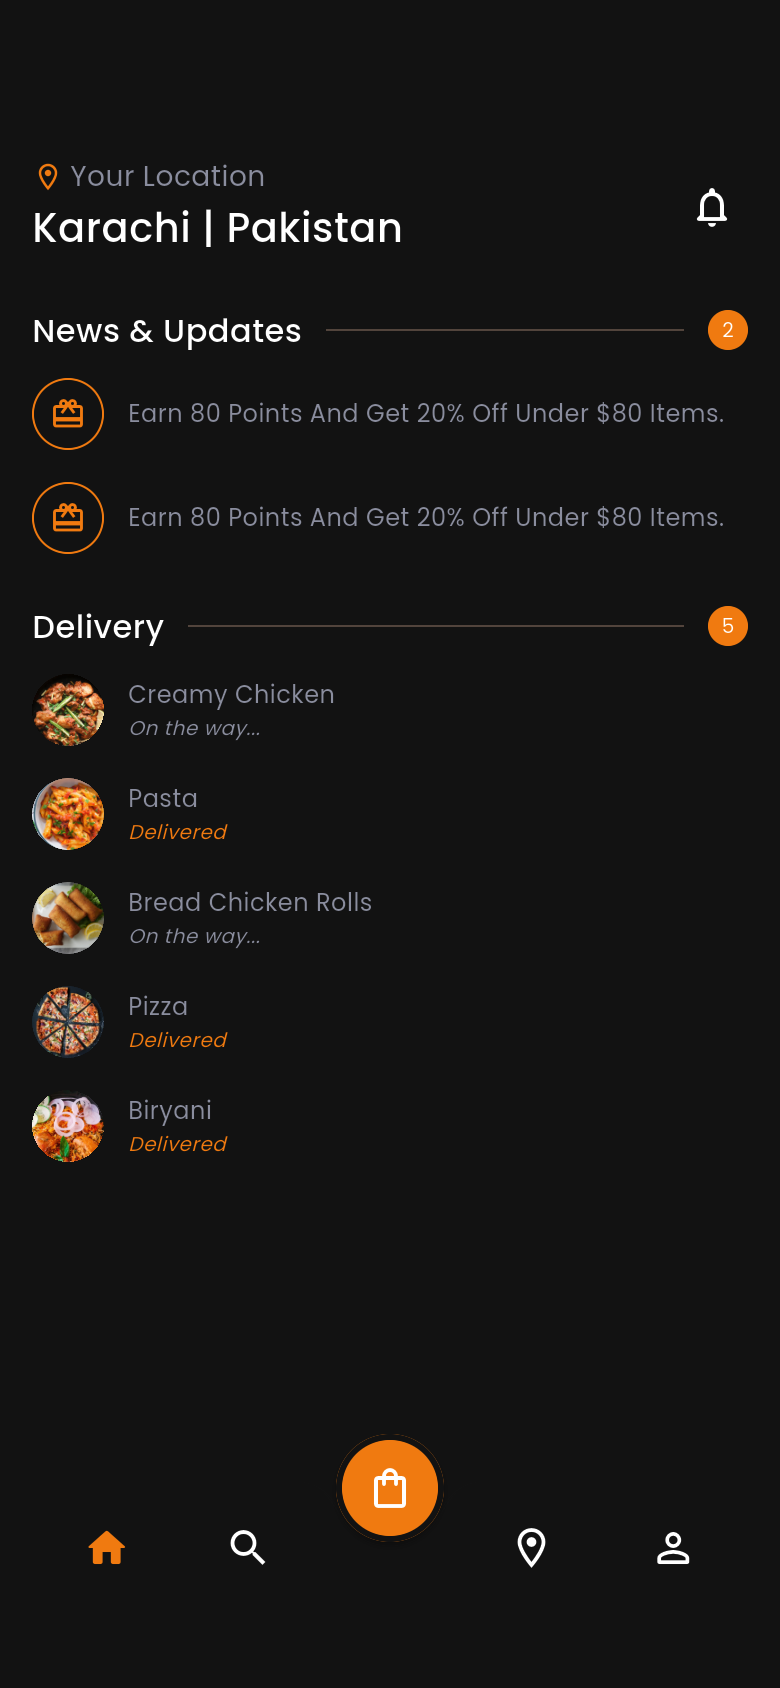 Your Location
Karachi | Pakistan
News & Updates
2
Earn 80 Points And Get 20% Off Under $80 Items.
Earn 80 Points And Get 20% Off Under $80 Items.
Delivery
5
Creamy Chicken
On the way...
Pasta
Delivered
Bread Chicken Rolls
On the way...
Pizza
Delivered
Biryani
Delivered